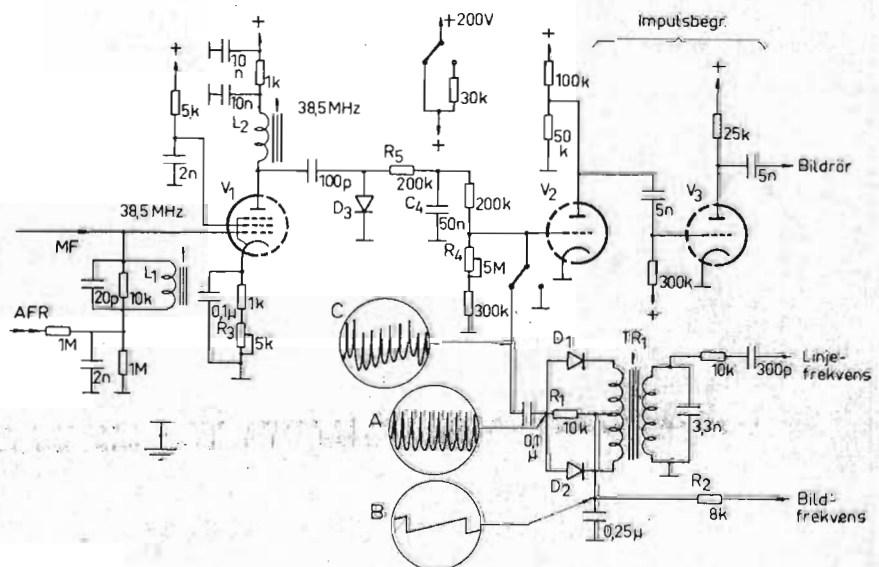 +200V
Impulsbegr.
+
+
+
+
10
n
1k
10n
5k
L2
38,5 MHz
30k
+
100k
50
k
25k
5n
Bildrör
2n
V1
100p
R5
200k
D3
C4
50n
200k
V2
5n
V3
38,5 MHz
MF
L1
20p
10k
R4
5M
300k
300k
+
AFR
1M
2n
1M
0,1µ
1k
R3
5k
C
D1
TR1
10k
300p
Linje-
frekvens
A
R1
10k
0,1
µ
3,3n
D2
B
R2
8k
Bild-
frekvens
0,25µ